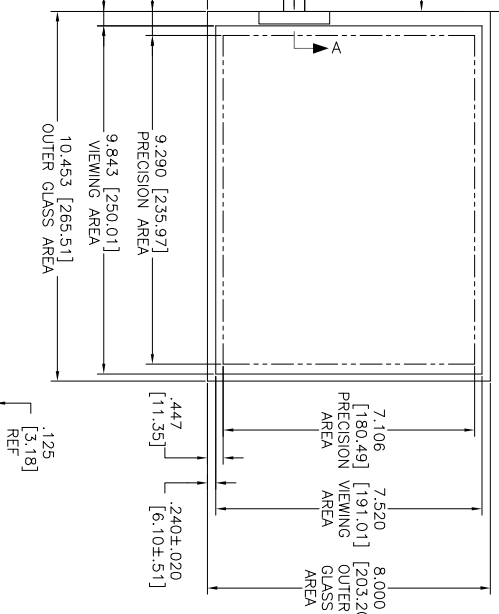 A
9.290 [235.97]
PRECISION AREA
9.843 [250.01]
VIEWING AREA
10.453 [265.51]
OUTER GLASS AREA
.447
[11.35]
7.106
[180.49]
PRECISION
AREA
7.520
[191.01]
VIEWING
AREA
8.000
[203.20
OUTER
GLASS
AREA
.240±.020
[6.10±.51]
.125
[3.18]
REF